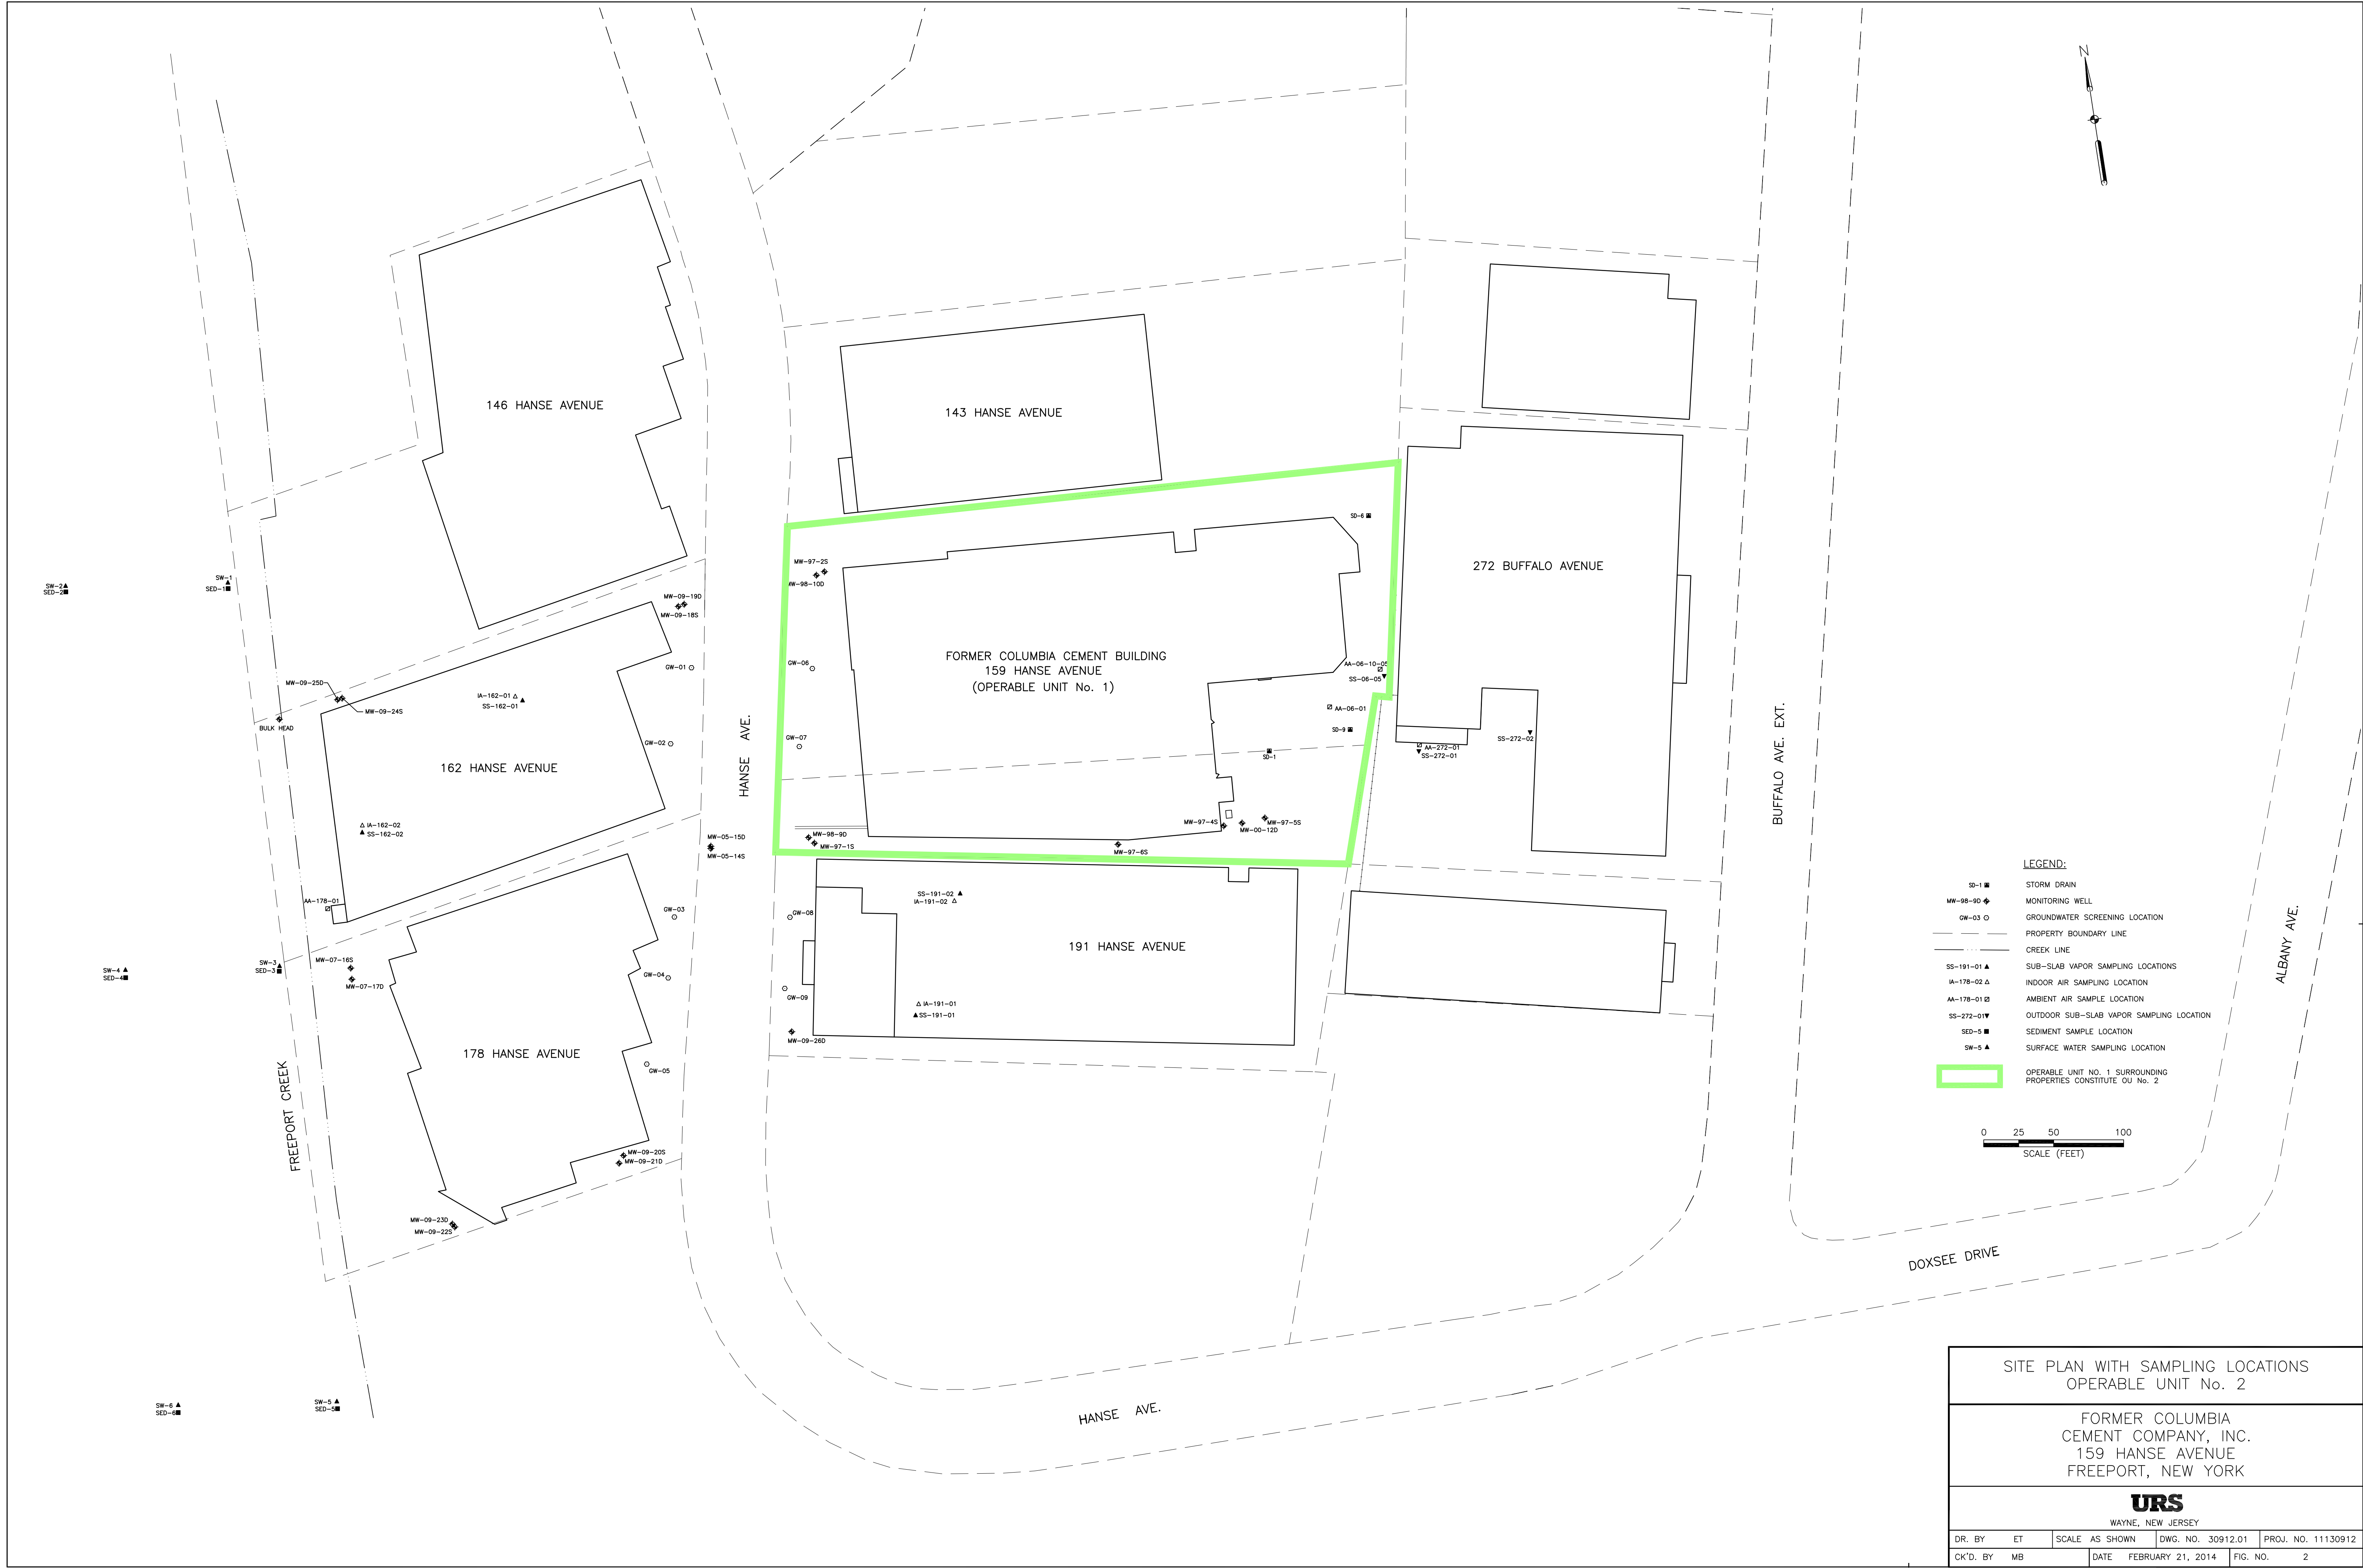 N
146 HANSE AVENUE
143 HANSE AVENUE
SD-6
272 BUFFALO AVENUE
MW-97-2S
MW-98-10D
SW-2
SED-2
SW-1
SED-1
MW-09-19D
MW-09-18S
GW-01
GW-06
FORMER COLUMBIA CEMENT BUILDING
159 HANSE AVENUE
(OPERABLE UNIT No. 1)
AA-06-10-05
SS-06-05
AA-06-01
SD-9
SD-1
MW-09-25D
MW-09-24S
BULK HEAD
IA-162-01
SS-162-01
GW-02
GW-07
HANSE AVE.
162 HANSE AVENUE
SS-272-02
AA-272-01
SS-272-01
BUFFALO AVE. EXT.
IA-162-02
SS-162-02
MW-05-15D
MW-05-14S
MW-98-9D
MW-97-1S
MW-97-4S
MW-97-5S
MW-00-12D
MW-97-6S
AA-178-01
GW-03
GW-08
SS-191-02
IA-191-02
191 HANSE AVENUE
SW-4
SED-4
SW-3
SED-3
MW-07-16S
MW-07-17D
GW-04
GW-09
IA-191-01
SS-191-01
MW-09-26D
178 HANSE AVENUE
GW-05
FREEPORT CREEK
MW-09-20S
MW-09-21D
MW-09-23D
MW-09-22S
SW-6
SED-6
SW-5
SED-5
HANSE AVE.
DOXSEE DRIVE
ALBANY AVE.
LEGEND:
SD-1 STORM DRAIN
MW-98-9D MONITORING WELL
GW-03 GROUNDWATER SCREENING LOCATION
PROPERTY BOUNDARY LINE
CREEK LINE
SS-191-01 SUB-SLAB VAPOR SAMPLING LOCATIONS
IA-178-02 INDOOR AIR SAMPLING LOCATION
AA-178-01 AMBIENT AIR SAMPLE LOCATION
SS-272-01 OUTDOOR SUB-SLAB VAPOR SAMPLING LOCATION
SED-5 SEDIMENT SAMPLE LOCATION
SW-5 SURFACE WATER SAMPLING LOCATION
OPERABLE UNIT NO. 1 SURROUNDING
PROPERTIES CONSTITUTE OU No. 2
0 25 50 100
SCALE (FEET)
SITE PLAN WITH SAMPLING LOCATIONS
OPERABLE UNIT No. 2
FORMER COLUMBIA
CEMENT COMPANY, INC.
159 HANSE AVENUE
FREEPORT, NEW YORK
URS
WAYNE, NEW JERSEY
DR. BY ET SCALE AS SHOWN DWG. NO. 30912.01 PROJ. NO. 11130912
CK'D. BY MB DATE FEBRUARY 21, 2014 FIG. NO. 2